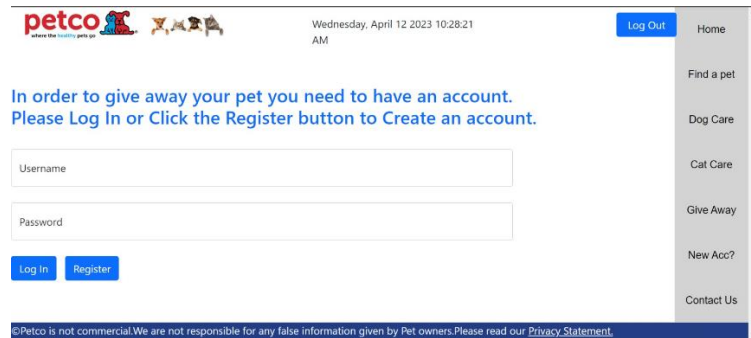 petco
where the healthy pets go
Wednesday, April 12 2023 10:28:21
AM
Log Out
Home
Find a pet
Dog Care
Cat Care
Give Away
New Acc?
Contact Us
In order to give away your pet you need to have an account.
Please Log In or Click the Register button to Create an account.
Username
Password
Log In
Register
©Petco is not commercial.We are not responsible for any false information given by Pet owners.Please read our Privacy Statement.